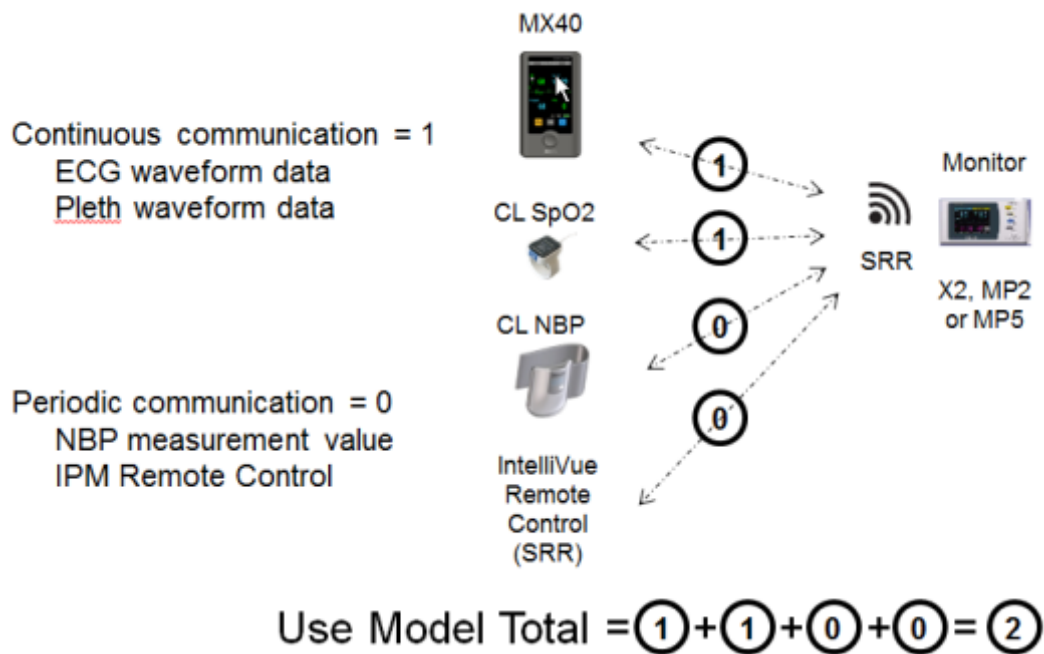 MX40
Continuous communication = 1
ECG waveform data
Pleth waveform data
1
Monitor
CL SpO2
1
SRR
X2, MP2
or MP5
CL NBP
0
Periodic communication = 0
NBP measurement value
IPM Remote Control
0
IntelliVue
Remote
Control
(SRR)
Use Model Total = 1 + 1 + 0 + 0 = 2